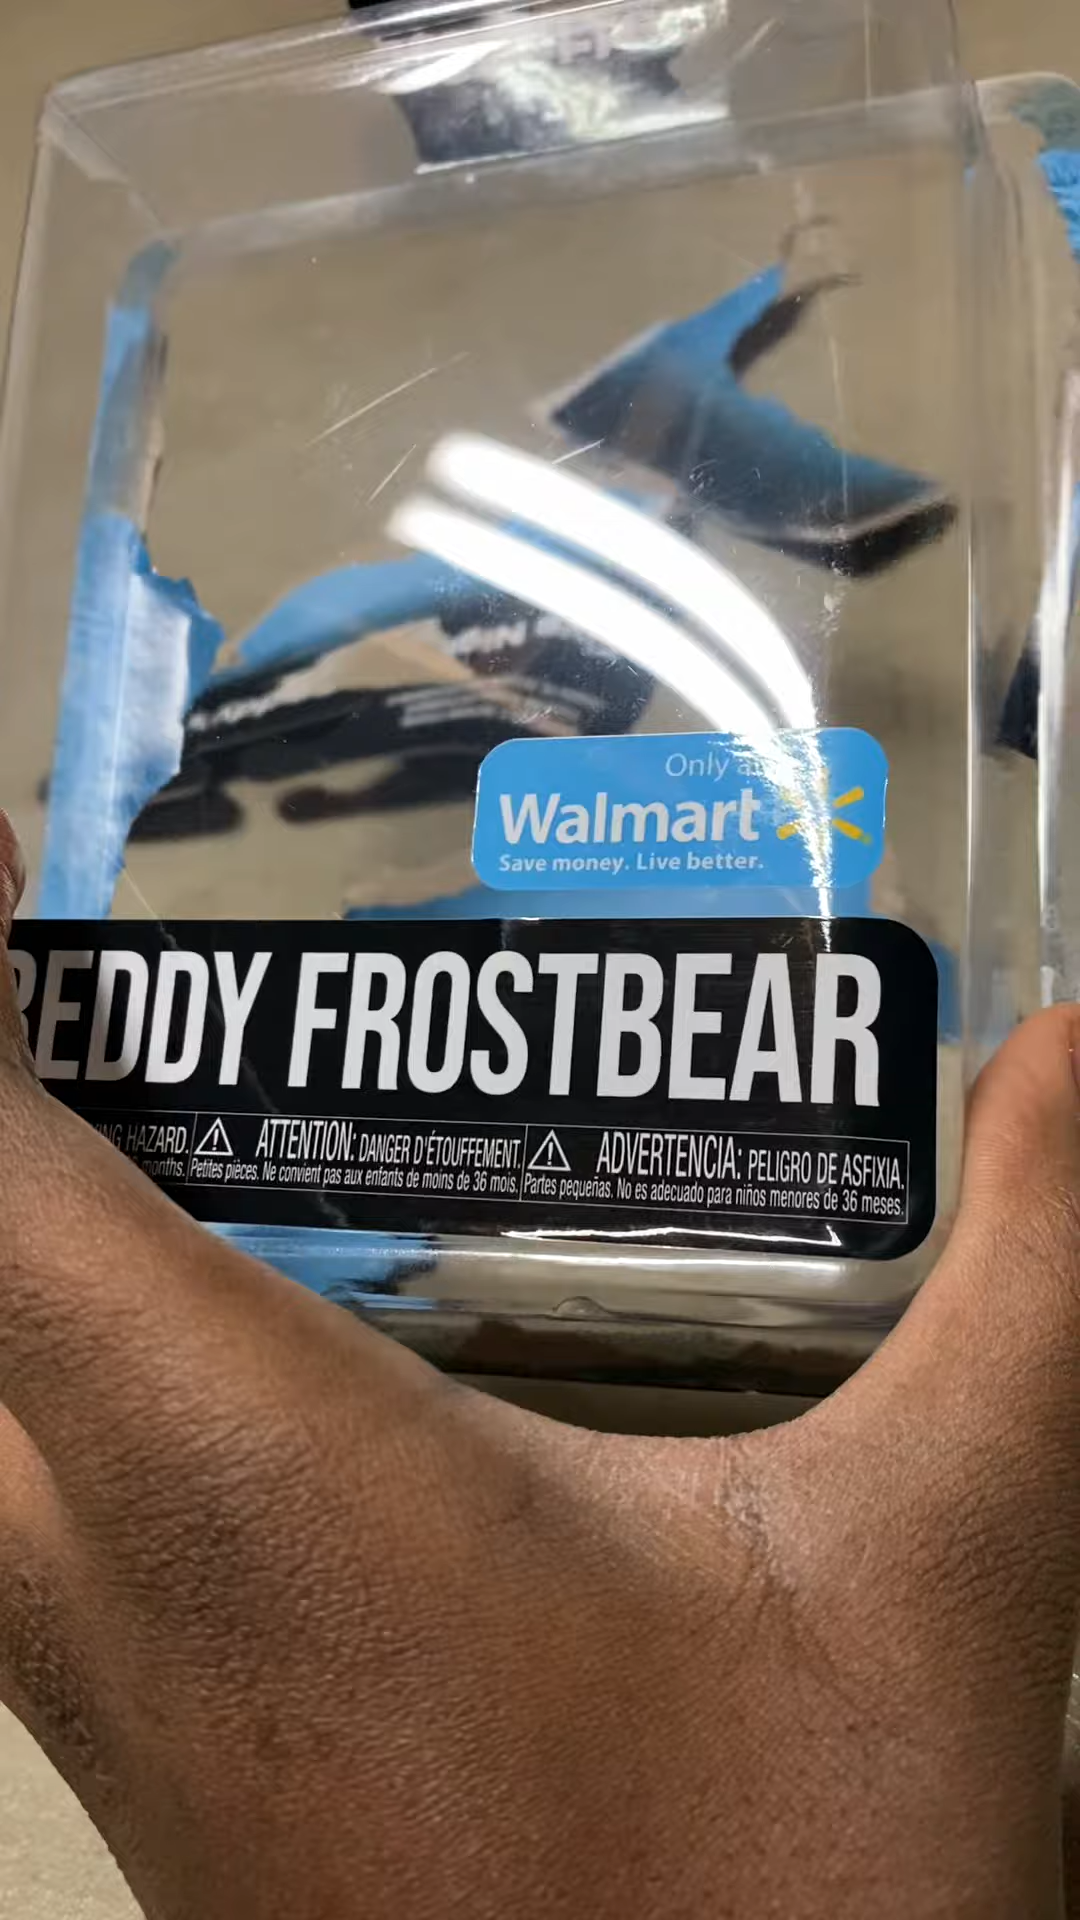 Only
Walmart
Save money. Live better.
REDDY FROSTBEAR
HAZARD. ATTENTION: DANGER D'ÉTOUFFEMENT. ADVERTENCIA: PELIGRO DE ASFIXIA.
months. Petites pièces. Ne convient pas aux enfants de moins de 36 mois. Partes pequeñas. No es adecuado para niños menores de 36 meses.